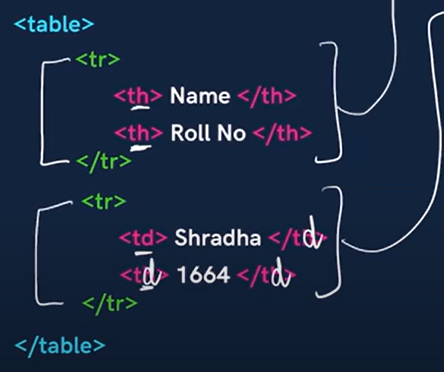 <table>
<tr>
<th> Name </th>
<th> Roll No </th>
</tr>
<tr>
<td> Shradha </td>
<td> 1664 </td>
</tr>
</table>